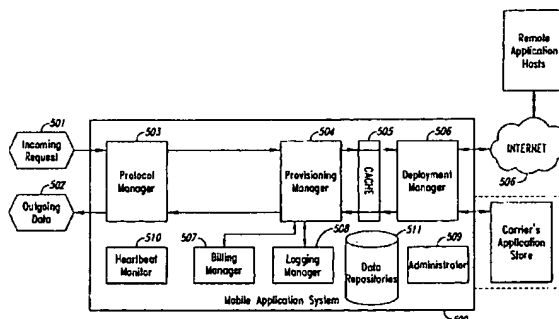 Remote
Application
Hosts
501
Incoming
Request
503
Protocol
Manager
504
Provisioning
Manager
505
CACHE
506
Deployment
Manager
INTERNET
506
502
Outgoing
Data
510
Heartbeat
Monitor
507
Billing
Manager
508
Logging
Manager
511
Data
Repositories
509
Administrator
Carrier's
Application
Store
Mobile Application System
500